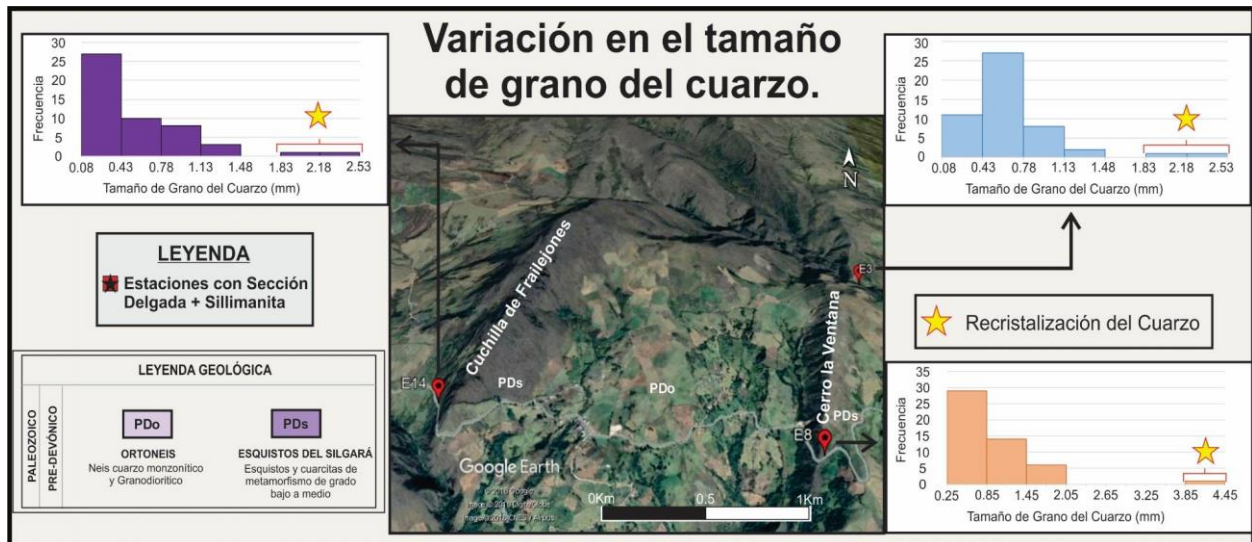 Variación en el tamaño
de grano del cuarzo.
30
25
20
15
10
5
0
Frecuencia
0.08 0.43 0.78 1.13 1.48 1.83 2.18 2.53
Tamaño de Grano del Cuarzo (mm)
30
25
20
15
10
5
0
Frecuencia
0.08 0.43 0.78 1.13 1.48 1.83 2.18 2.53
Tamaño de Grano del Cuarzo (mm)
LEYENDA
Estaciones con Sección
Delgada + Sillimanita
LEYENDA GEOLÓGICA
PALEOZOICO
PRE-DEVÓNICO
PDo
ORTONEIS
Neis cuarzo monzonítico
y Granodiorítico
PDs
ESQUISTOS DEL SILGARÁ
Esquistos y cuarcitas de
metamorfismo de grado
bajo a medio
N
E3
Cuchilla de Frailejones
Cerro la Ventana
E14
PDs
PDo
PDs
E8
Google Earth
0Km 0.5 1Km
Recristalización del Cuarzo
35
30
25
20
15
10
5
0
Frecuencia
0.25 0.85 1.45 2.05 2.65 3.25 3.85 4.45
Tamaño de Grano del Cuarzo (mm)